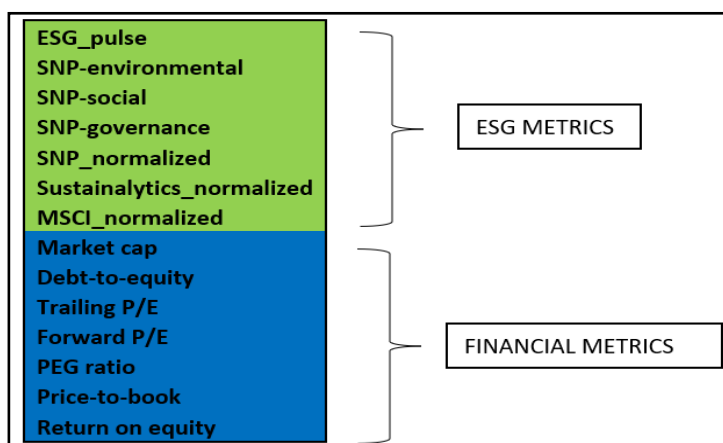 ESG_pulse
SNP-environmental
SNP-social
SNP-governance
SNP_normalized
Sustainalytics_normalized
MSCI_normalized
ESG METRICS
Market cap
Debt-to-equity
Trailing P/E
Forward P/E
PEG ratio
Price-to-book
Return on equity
FINANCIAL METRICS